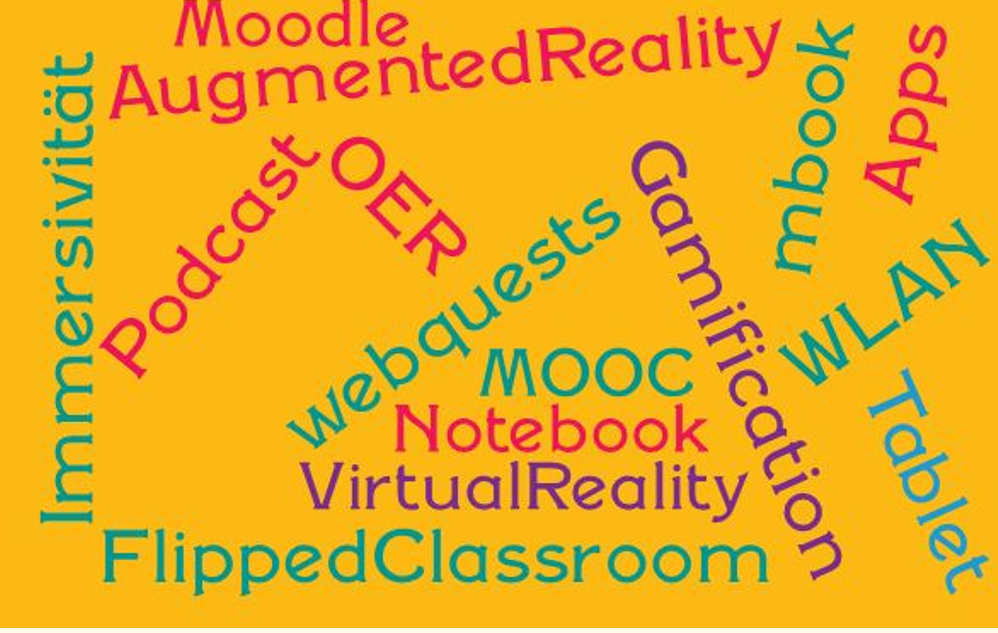 Moodle
AugmentedReality
Immersivität
Podcast
OER
Gamification
mbook
Apps
webquests
WLAN
MOOC
Notebook
Tablet
VirtualReality
FlippedClassroom